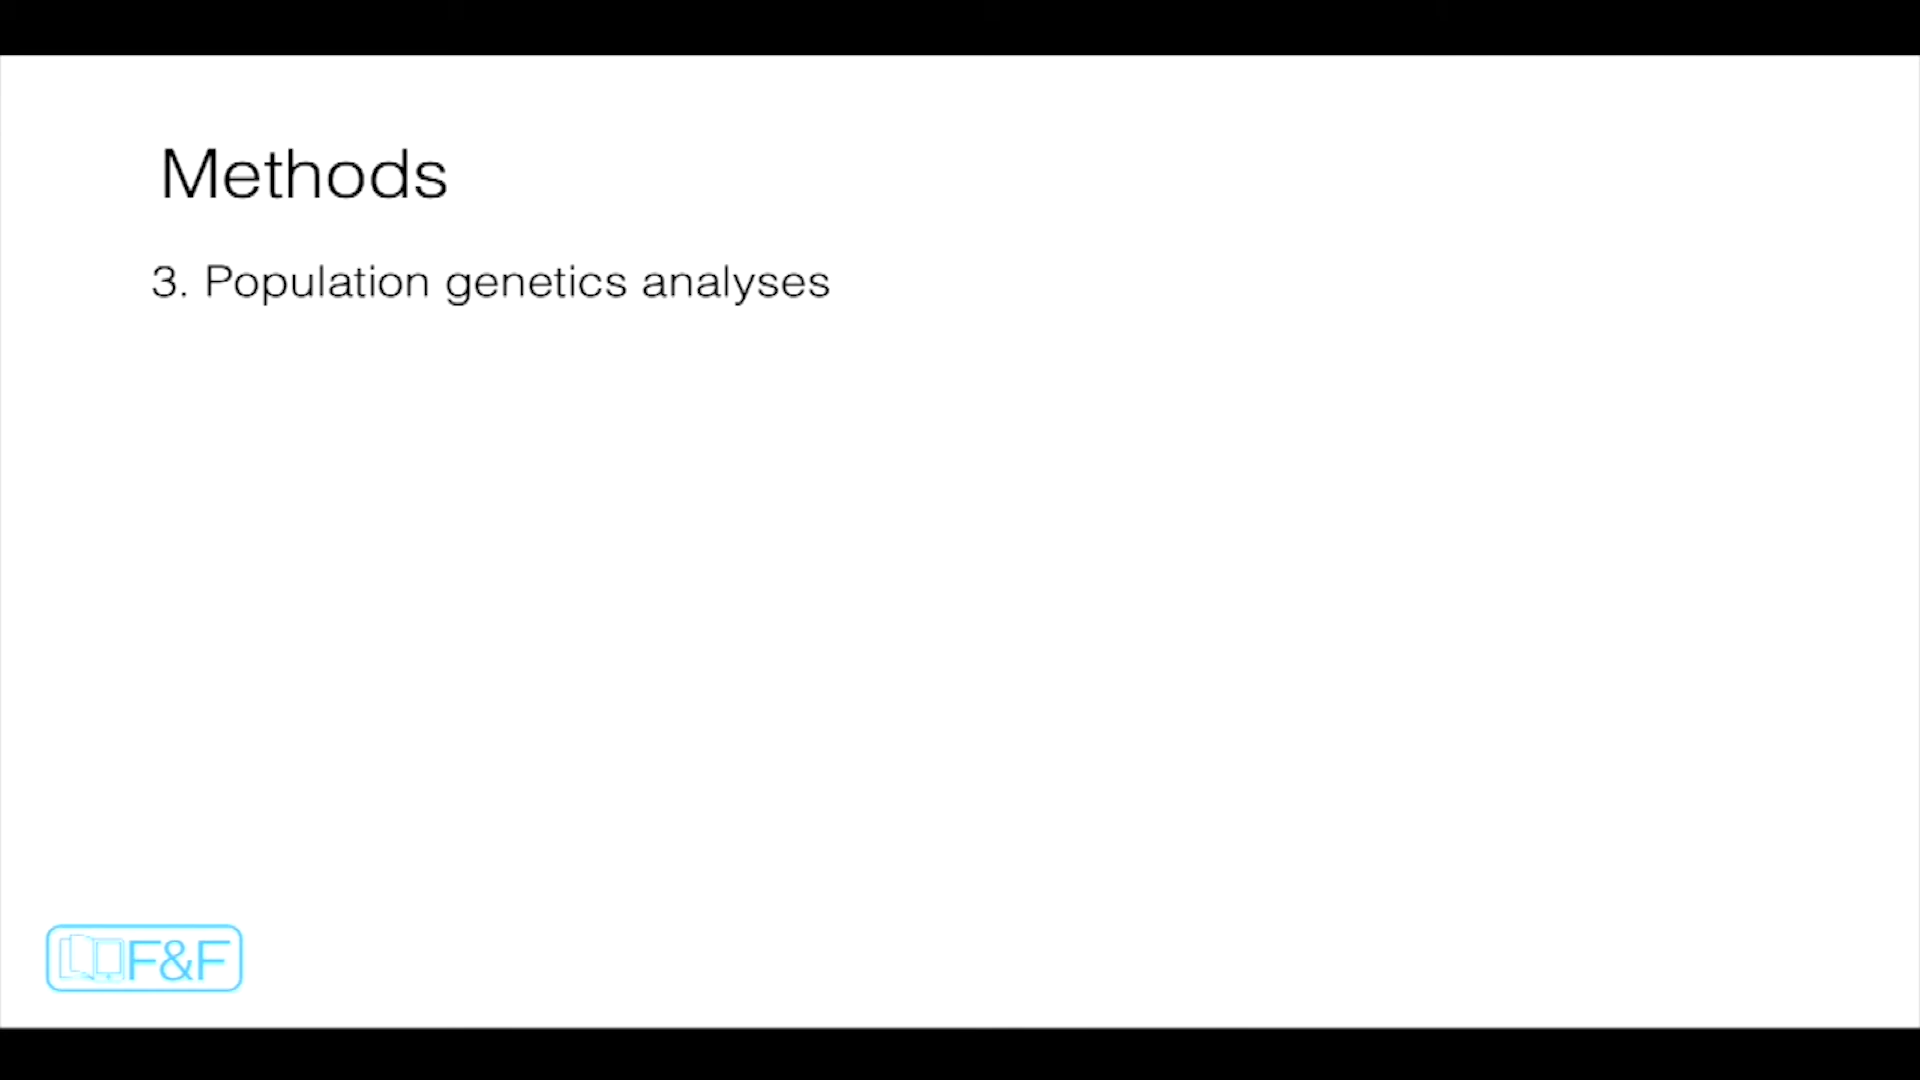 Methods
3. Population genetics analyses
F&F